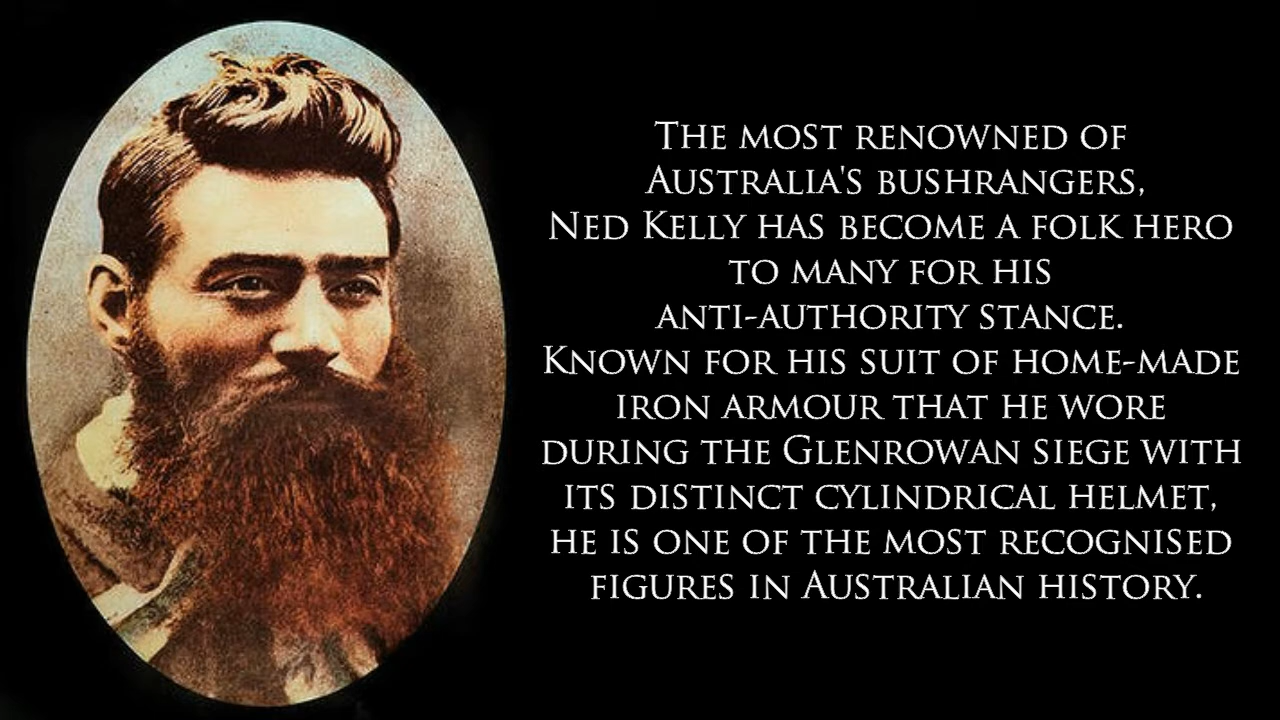 The most renowned of
Australia's bushrangers,
Ned Kelly has become a folk hero
to many for his
anti-authority stance.
Known for his suit of home-made
iron armour that he wore
during the Glenrowan siege with
its distinct cylindrical helmet,
he is one of the most recognised
figures in Australian history.